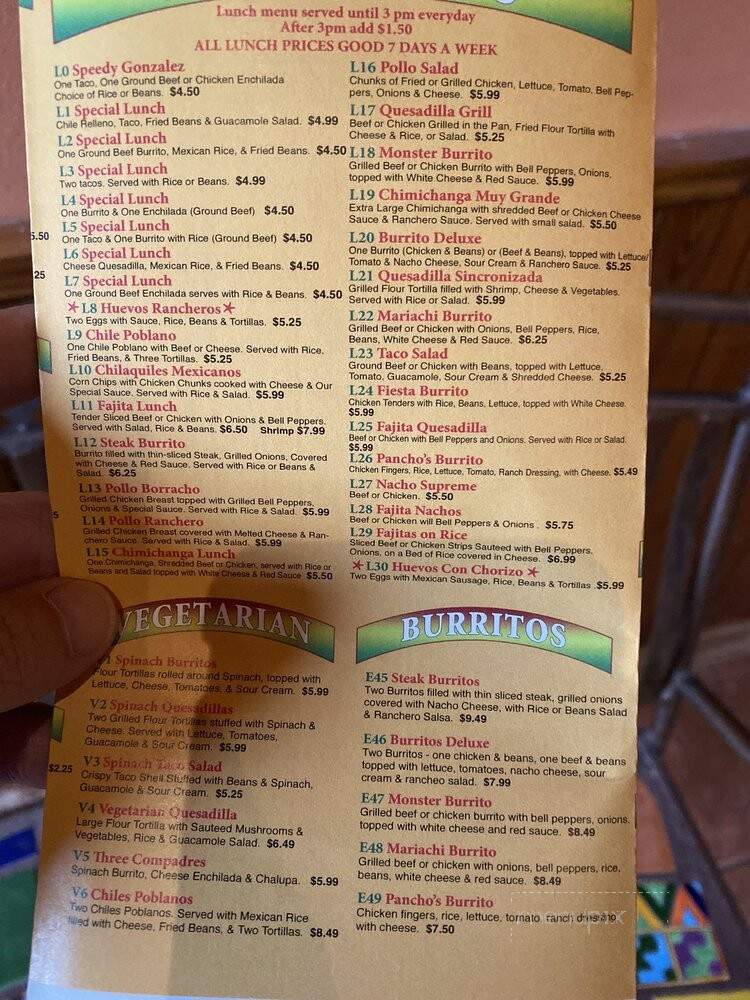 Lunch menu served until 3 pm everyday
After 3pm add $1.50
ALL LUNCH PRICES GOOD 7 DAYS A WEEK
L0 Speedy Gonzalez
One Taco, One Ground Beef or Chicken Enchilada
Choice of Rice or Beans. $4.50
L1 Special Lunch
Chile Relleno, Taco, Fried Beans & Guacamole Salad. $4.99
L2 Special Lunch
One Ground Beef Burrito, Mexican Rice, & Fried Beans. $4.50
L3 Special Lunch
Two tacos. Served with Rice or Beans. $4.99
L4 Special Lunch
One Burrito & One Enchilada (Ground Beef) $4.50
L5 Special Lunch
One Taco & One Burrito with Rice (Ground Beef) $4.50
L6 Special Lunch
Cheese Quesadilla, Mexican Rice, & Fried Beans. $4.50
L7 Special Lunch
One Ground Beef Enchilada serves with Rice & Beans. $4.50
L8 Huevos Rancheros
Two Eggs with Sauce, Rice, Beans & Tortillas. $5.25
L9 Chile Poblano
One Chile Poblano with Beef or Cheese. Served with Rice,
Fried Beans, & Three Tortillas. $5.25
L10 Chilaquiles Mexicanos
Corn Chips with Chicken Chunks cooked with Cheese & Our
Special Sauce. Served with Rice & Salad. $5.99
L11 Fajita Lunch
Tender Sliced Beef or Chicken with Onions & Bell Peppers.
Served with Salad, Rice & Beans. $6.50 Shrimp $7.99
L12 Steak Burrito
Burrito filled with thin-sliced Steak, Grilled Onions, Covered
with Cheese & Red Sauce. Served with Rice or Beans &
Salad. $6.25
L13 Pollo Borracho
Grilled Chicken Breast topped with Grilled Bell Peppers,
Onions & Special Sauce. Served with Rice & Salad. $5.99
L14 Pollo Ranchero
Grilled Chicken Breast covered with Melted Cheese & Ran-
chero Sauce. Served with Rice & Salad. $5.99
L15 Chimichanga Lunch
One Chimichanga, Shredded Beef or Chicken, served with Rice or
Beans and Salad topped with White Cheese & Red Sauce $5.50
L16 Pollo Salad
Chunks of Fried or Grilled Chicken, Lettuce, Tomato, Bell Pep-
pers, Onions & Cheese. $5.99
L17 Quesadilla Grill
Beef or Chicken Grilled in the Pan, Fried Flour Tortilla with
Cheese & Rice, or Salad. $5.25
L18 Monster Burrito
Grilled Beef or Chicken Burrito with Bell Peppers, Onions,
topped with White Cheese & Red Sauce. $5.99
L19 Chimichanga Muy Grande
Extra Large Chimichanga with shredded Beef or Chicken Cheese
Sauce & Ranchero Sauce. Served with small salad. $5.50
L20 Burrito Deluxe
One Burrito (Chicken & Beans) or (Beef & Beans), topped with Lettuce/
Tomato & Nacho Cheese, Sour Cream & Ranchero Sauce. $5.25
L21 Quesadilla Sincronizada
Grilled Flour Tortilla filled with Shrimp, Cheese & Vegetables.
Served with Rice or Salad. $5.99
L22 Mariachi Burrito
Grilled Beef or Chicken with Onions, Bell Peppers, Rice,
Beans, White Cheese & Red Sauce. $6.25
L23 Taco Salad
Ground Beef or Chicken with Beans, topped with Lettuce,
Tomato, Guacamole, Sour Cream & Shredded Cheese. $5.25
L24 Fiesta Burrito
Chicken Tenders with Rice, Beans, Lettuce, topped with White Cheese.
$5.99
L25 Fajita Quesadilla
Beef or Chicken with Bell Peppers and Onions. Served with Rice or Salad.
$5.99
L26 Pancho's Burrito
Chicken Fingers, Rice, Lettuce, Tomato, Ranch Dressing, with Cheese. $5.49
L27 Nacho Supreme
Beef or Chicken. $5.50
L28 Fajita Nachos
Beef or Chicken will Bell Peppers & Onions . $5.75
L29 Fajitas on Rice
Sliced Beef or Chicken Strips Sauteed with Bell Peppers,
Onions, on a Bed of Rice covered in Cheese. $6.99
L30 Huevos Con Chorizo
Two Eggs with Mexican Sausage, Rice, Beans & Tortillas .$5.99
5.50
25
5
$2.25
VEGETARIAN
1 Spinach Burritos
Flour Tortillas rolled around Spinach, topped with
Lettuce, Cheese, Tomatoes, & Sour Cream. $5.99
V2 Spinach Quesadillas
Two Grilled Flour Tortillas stuffed with Spinach &
Cheese. Served with Lettuce, Tomatoes,
Guacamole & Sour Cream. $5.99
V3 Spinach Taco Salad
Crispy Taco Shell Stuffed with Beans & Spinach,
Guacamole & Sour Cream. $5.25
V4 Vegetarian Quesadilla
Large Flour Tortilla with Sauteed Mushrooms &
Vegetables, Rice & Guacamole Salad. $6.49
V5 Three Compadres
Spinach Burrito, Cheese Enchilada & Chalupa. $5.99
V6 Chiles Poblanos
Two Chiles Poblanos. Served with Mexican Rice
filled with Cheese, Fried Beans, & Two Tortillas. $8.49
BURRITOS
E45 Steak Burritos
Two Burritos filled with thin sliced steak, grilled onions
covered with Nacho Cheese, with Rice or Beans Salad
& Ranchero Salsa. $9.49
E46 Burritos Deluxe
Two Burritos - one chicken & beans, one beef & beans
topped with lettuce, tomatoes, nacho cheese, sour
cream & rancheo salad. $7.99
E47 Monster Burrito
Grilled beef or chicken burrito with bell peppers, onions.
topped with white cheese and red sauce. $8.49
E48 Mariachi Burrito
Grilled beef or chicken with onions, bell peppers, rice,
beans, white cheese & red sauce. $8.49
E49 Pancho's Burrito
Chicken fingers, rice, lettuce, tomato, ranch dressing
with cheese. $7.50